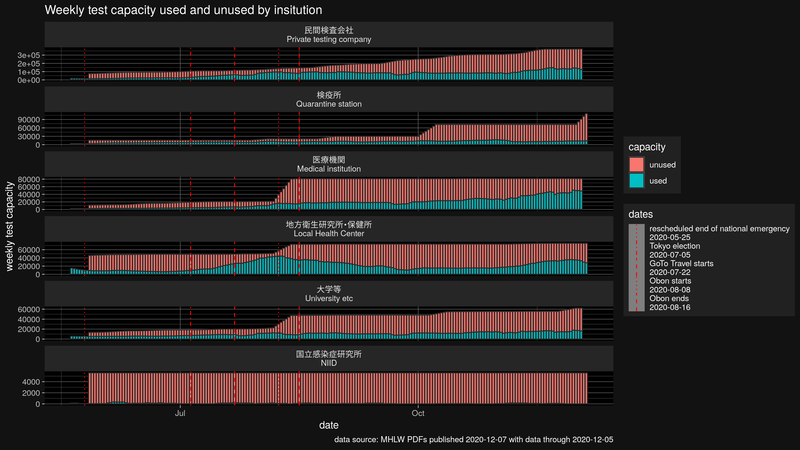 Weekly test capacity used and unused by insitution
民間検査会社
Private testing company
3e+05
2e+05
1e+05
0e+00
検疫所
Quarantine station
90000
60000
30000
0
医療機関
Medical institution
80000
60000
40000
20000
0
地方衛生研究所・保健所
Local Health Center
60000
40000
20000
0
大学等
University etc
60000
40000
20000
0
国立感染症研究所
NIID
4000
2000
0
Jul
Oct
date
weekly test capacity
capacity
unused
used
dates
rescheduled end of national emergency
2020-05-25
Tokyo election
2020-07-05
GoTo Travel starts
2020-07-22
Obon starts
2020-08-08
Obon ends
2020-08-16
data source: MHLW PDFs published 2020-12-07 with data through 2020-12-05